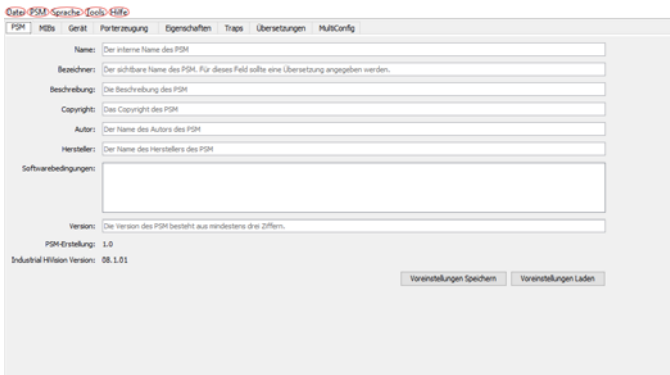 Datei PSM Sprache Tools Hilfe
PSM MIBs Gerät Porterzeugung Eigenschaften Traps Übersetzungen MultiConfig
Name: Der interne Name des PSM
Bezeichner: Der sichtbare Name des PSM. Für dieses Feld sollte eine Übersetzung angegeben werden.
Beschreibung: Die Beschreibung des PSM
Copyright: Das Copyright des PSM
Autor: Der Name des Autors des PSM
Hersteller: Der Name des Herstellers des PSM
Softwarebedingungen:
Version: Die Version des PSM besteht aus mindestens drei Ziffern.
PSM-Erstellung: 1.0
Industrial HiVision Version: 08.1.01
Voreinstellungen Speichern Voreinstellungen Laden